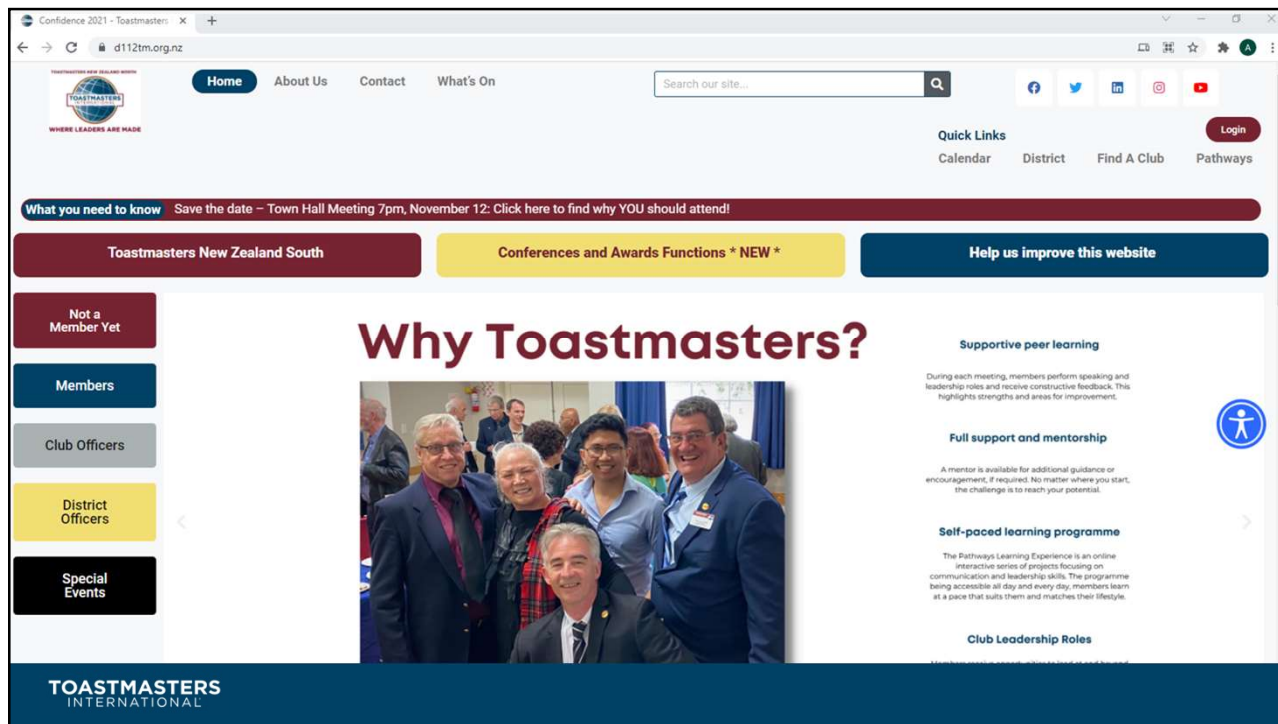 Confidence 2021 - Toastmasters
d112tm.org.nz
TOASTMASTERS NEW ZEALAND NORTH
TOASTMASTERS
INTERNATIONAL
WHERE LEADERS ARE MADE
Home About Us Contact What's On
Search our site...
Login
Quick Links
Calendar District Find A Club Pathways
What you need to know Save the date – Town Hall Meeting 7pm, November 12: Click here to find why YOU should attend!
Toastmasters New Zealand South
Conferences and Awards Functions * NEW *
Help us improve this website
Not a
Member Yet
Members
Club Officers
District
Officers
Special
Events
Why Toastmasters?
Supportive peer learning
During each meeting, members perform speaking and
leadership roles and receive constructive feedback. This
highlights strengths and areas for improvement.
Full support and mentorship
A mentor is available for additional guidance or
encouragement, if required. No matter where you start,
the challenge is to reach your potential.
Self-paced learning programme
The Pathways Learning Experience is an online
interactive series of projects focusing on
communication and leadership skills. The programme
being accessible all day and every day, members learn
at a pace that suits them and matches their lifestyle.
Club Leadership Roles
TOASTMASTERS
INTERNATIONAL